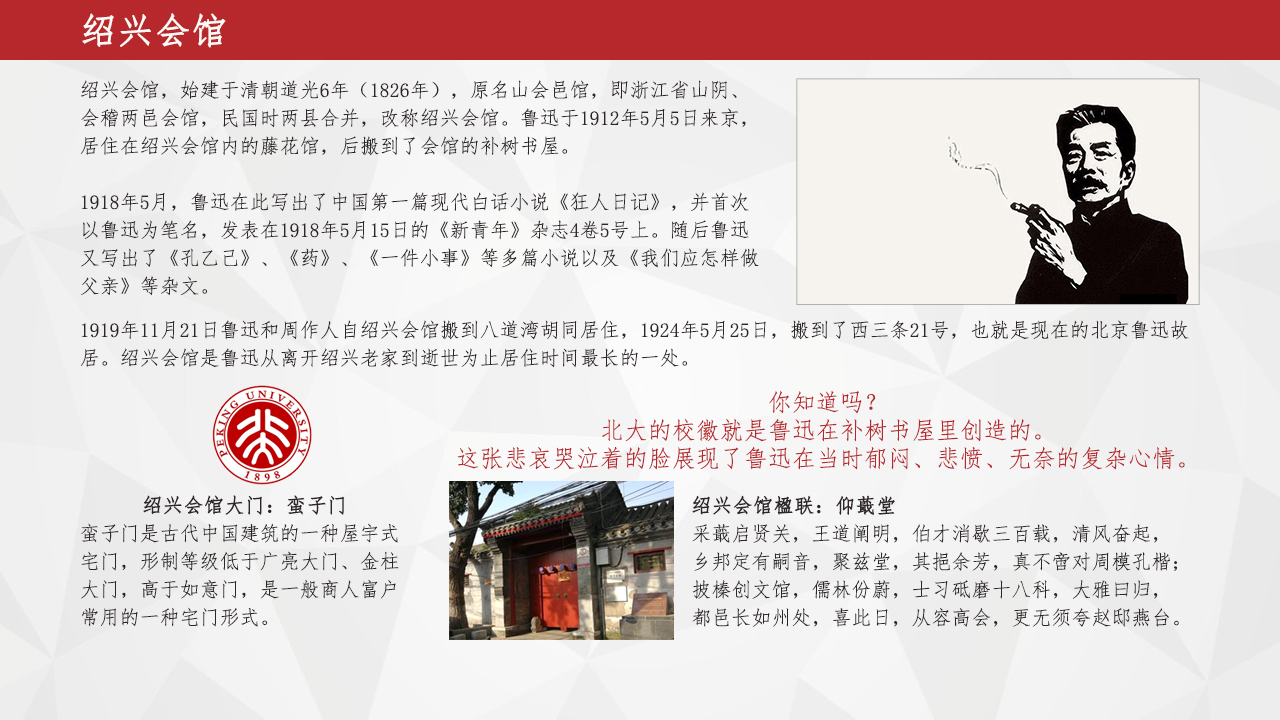 绍兴会馆
绍兴会馆，始建于清朝道光6年（1826年），原名山会邑馆，即浙江省山阴、
会稽两邑会馆，民国时两县合并，改称绍兴会馆。鲁迅于1912年5月5日来京，
居住在绍兴会馆内的藤花馆，后搬到了会馆的补树书屋。
1918年5月，鲁迅在此写出了中国第一篇现代白话小说《狂人日记》，并首次
以鲁迅为笔名，发表在1918年5月15日的《新青年》杂志4卷5号上。随后鲁迅
又写出了《孔乙己》、《药》、《一件小事》等多篇小说以及《我们应怎样做
父亲》等杂文。
1919年11月21日鲁迅和周作人自绍兴会馆搬到八道湾胡同居住，1924年5月25日，搬到了西三条21号，也就是现在的北京鲁迅故
居。绍兴会馆是鲁迅从离开绍兴老家到逝世为止居住时间最长的一处。
PEKING UNIVERSITY
1898
你知道吗？
北大的校徽就是鲁迅在补树书屋里创造的。
这张悲哀哭泣着的脸展现了鲁迅在当时郁闷、悲愤、无奈的复杂心情。
绍兴会馆大门：蛮子门
蛮子门是古代中国建筑的一种屋宇式
宅门，形制等级低于广亮大门、金柱
大门，高于如意门，是一般商人富户
常用的一种宅门形式。
绍兴会馆楹联：仰蕺堂
采蕺启贤关，王道阐明，伯才消歇三百载，清风奋起，
乡邦定有嗣音，聚兹堂，其挹余芳，真不啻对周模孔楷；
披榛创文馆，儒林份蔚，士习砥磨十八科，大雅曰归，
都邑长如州处，喜此日，从容高会，更无须夸赵邸燕台。